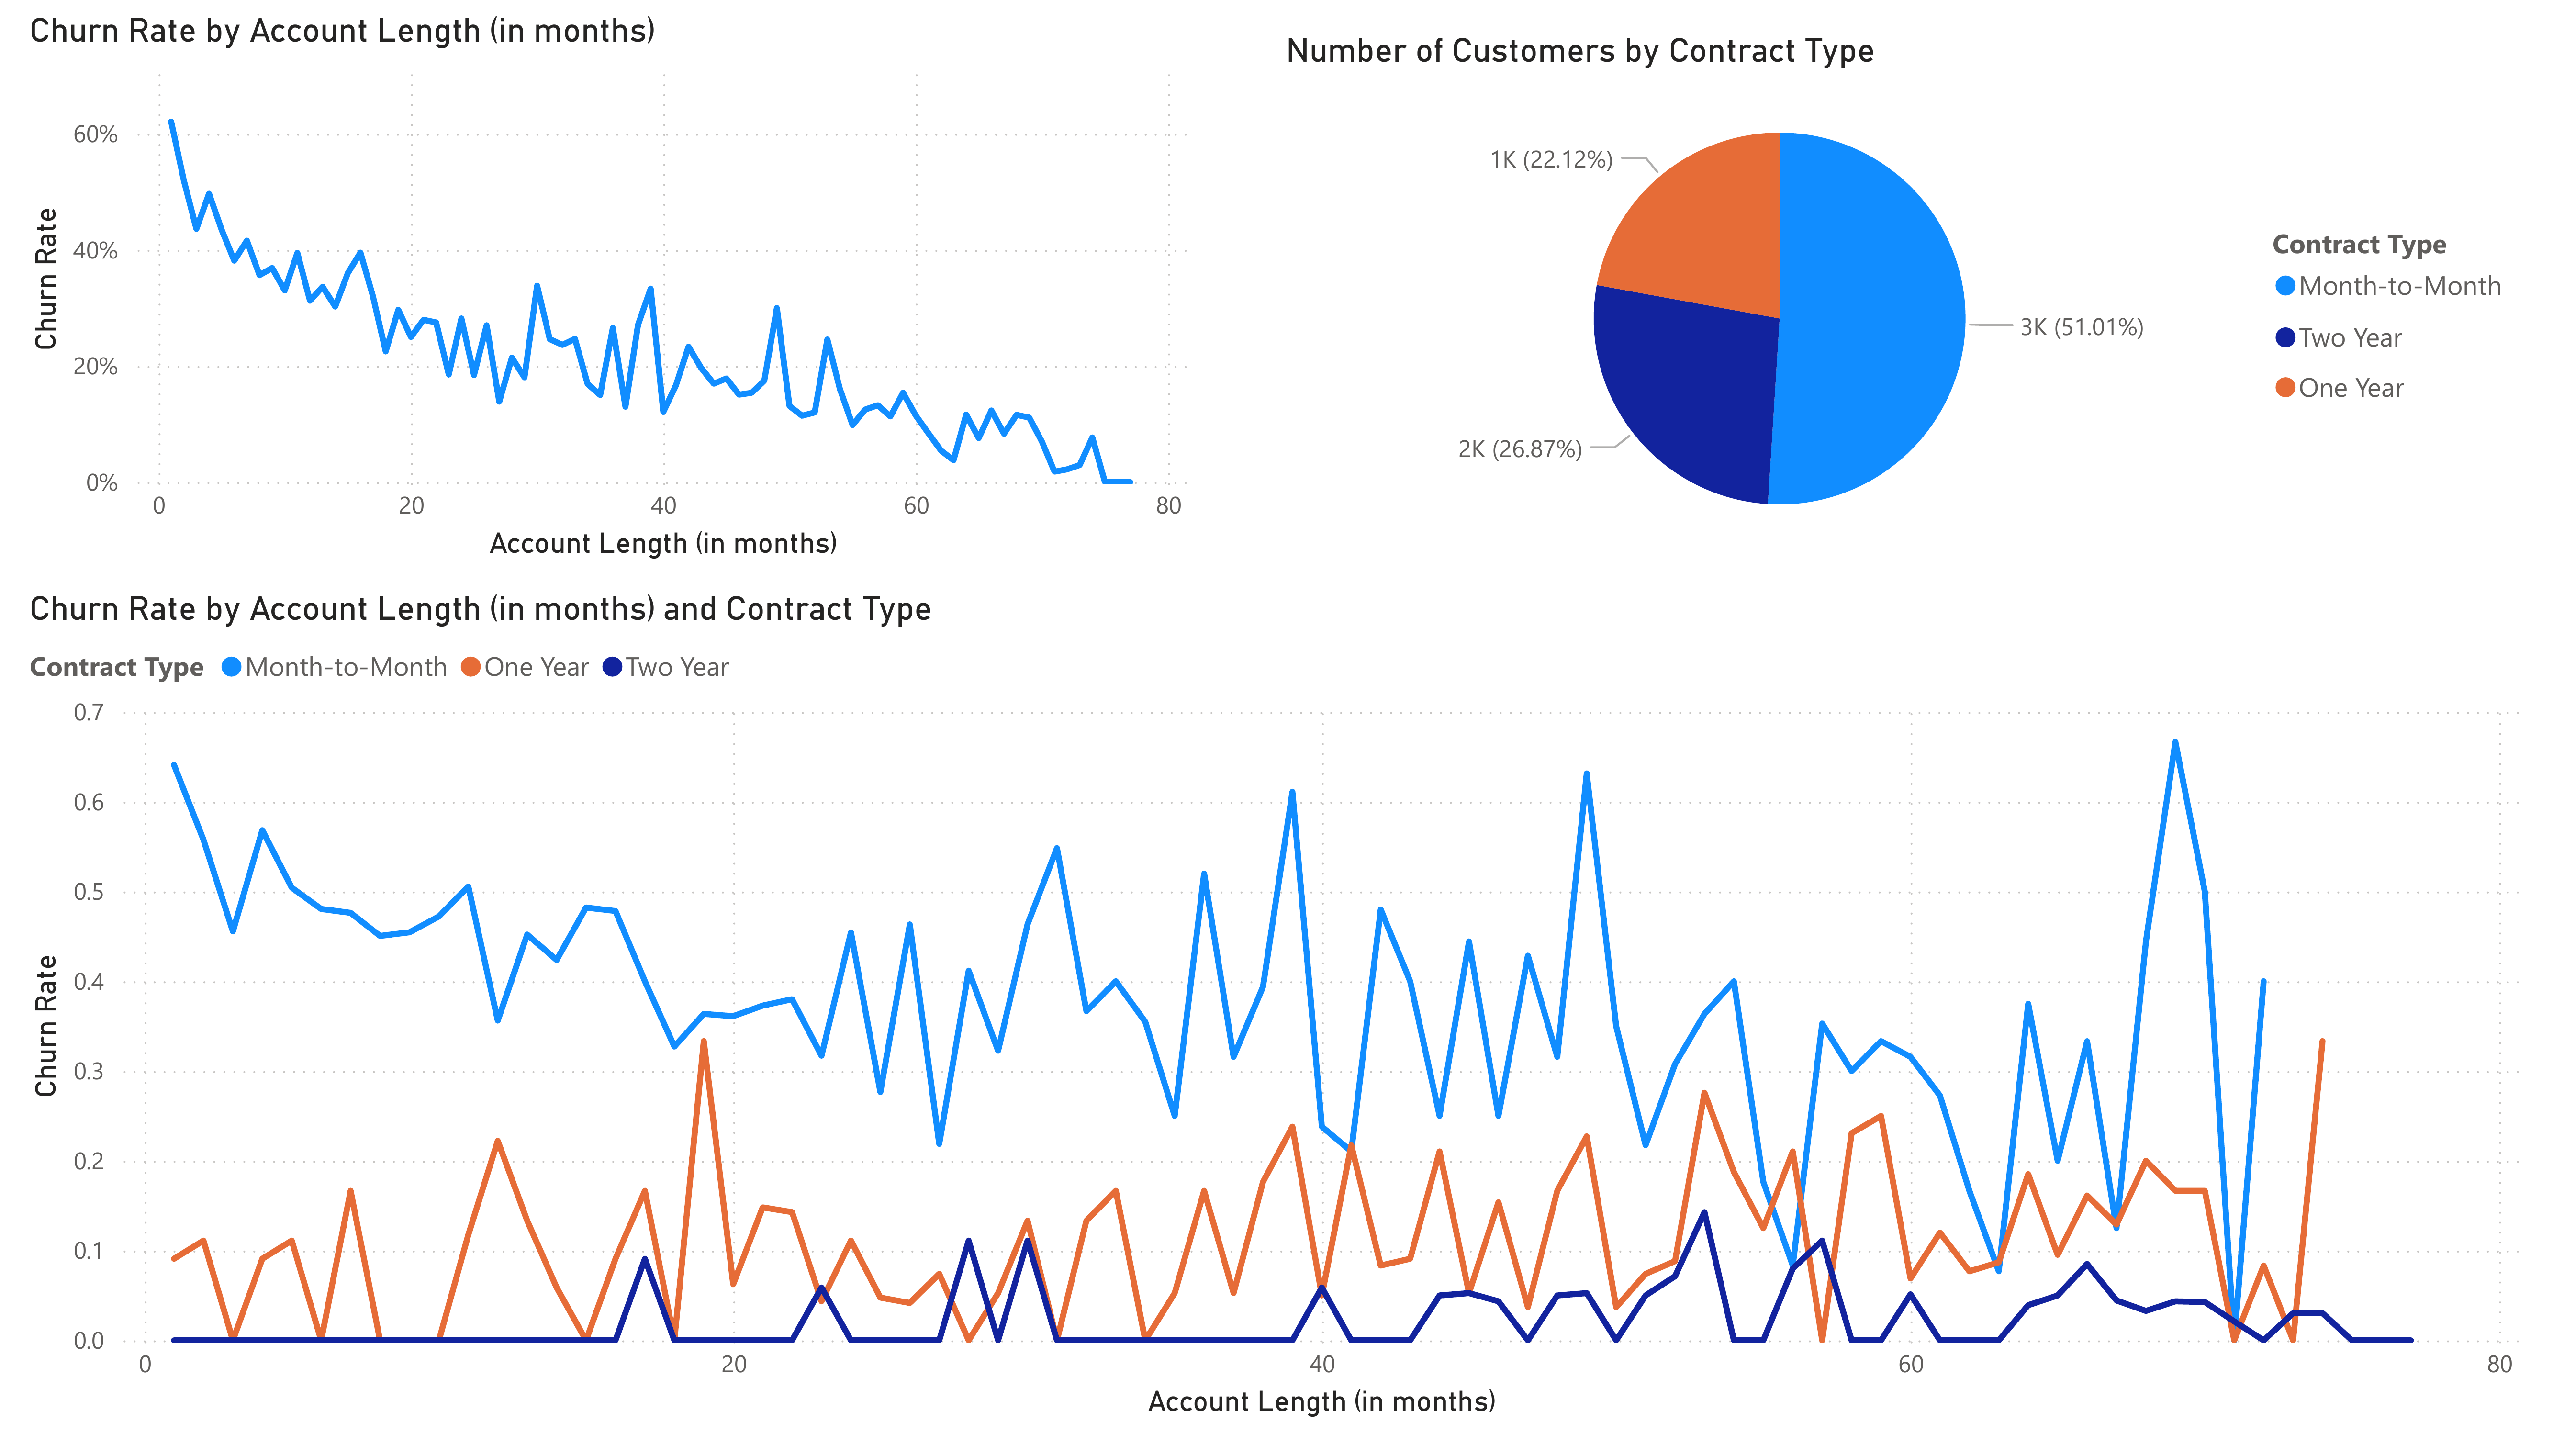 Churn Rate by Account Length (in months)
60%
40%
20%
0%
Churn Rate
0 20 40 60 80
Account Length (in months)
Number of Customers by Contract Type
1K (22.12%)
3K (51.01%)
2K (26.87%)
Contract Type
Month-to-Month
Two Year
One Year
Churn Rate by Account Length (in months) and Contract Type
Contract Type Month-to-Month One Year Two Year
0.7
0.6
0.5
0.4
0.3
0.2
0.1
0.0
Churn Rate
0 20 40 60 80
Account Length (in months)